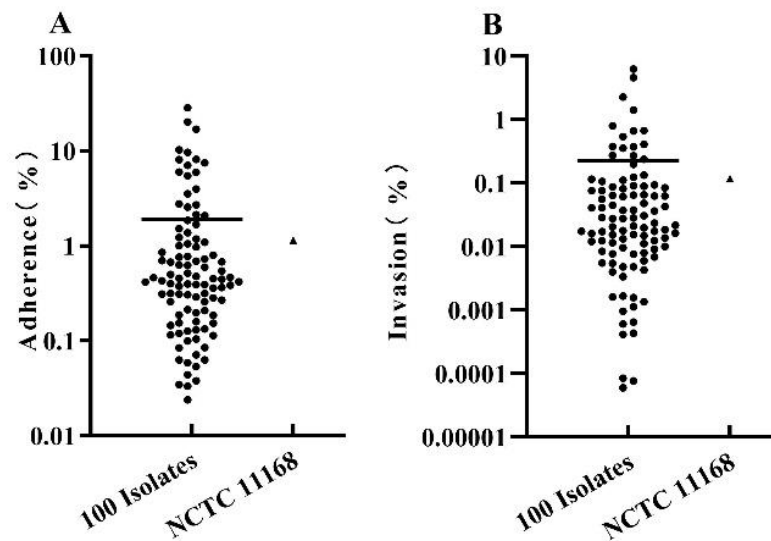 A
Adherence( %)
100
10
1
0.1
0.01
100 Isolates
NCTC 11168
B
Invasion( %)
10
1
0.1
0.01
0.001
0.0001
0.00001
100 Isolates
NCTC 11168